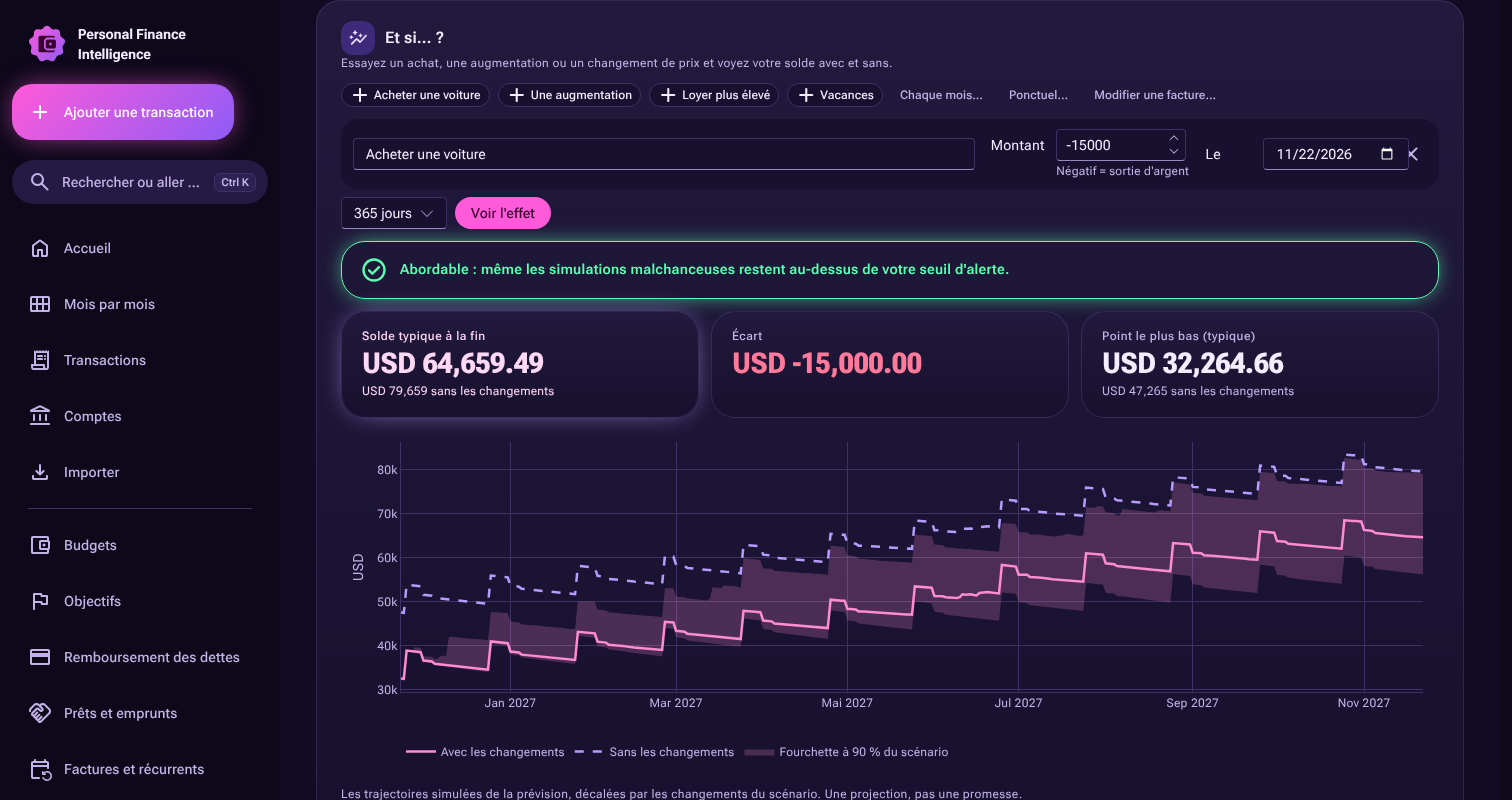 Personal Finance
Intelligence
Ajouter une transaction
Rechercher ou aller ...
Ctrl K
Accueil
Mois par mois
Transactions
Comptes
Importer
Budgets
Objectifs
Remboursement des dettes
Prêts et emprunts
Factures et récurrents
Et si... ?
Essayez un achat, une augmentation ou un changement de prix et voyez votre solde avec et sans.
Acheter une voiture
Une augmentation
Loyer plus élevé
Vacances
Chaque mois...
Ponctuel...
Modifier une facture...
Acheter une voiture
Montant
-15000
Négatif = sortie d'argent
Le
11/22/2026
365 jours
Voir l'effet
Abordable : même les simulations malchanceuses restent au-dessus de votre seuil d'alerte.
Solde typique à la fin
USD 64,659.49
USD 79,659 sans les changements
Écart
USD -15,000.00
Point le plus bas (typique)
USD 32,264.66
USD 47,265 sans les changements
USD
80k
70k
60k
50k
40k
30k
Jan 2027
Mar 2027
Mai 2027
Jul 2027
Sep 2027
Nov 2027
Avec les changements
Sans les changements
Fourchette à 90 % du scénario
Les trajectoires simulées de la prévision, décalées par les changements du scénario. Une projection, pas une promesse.